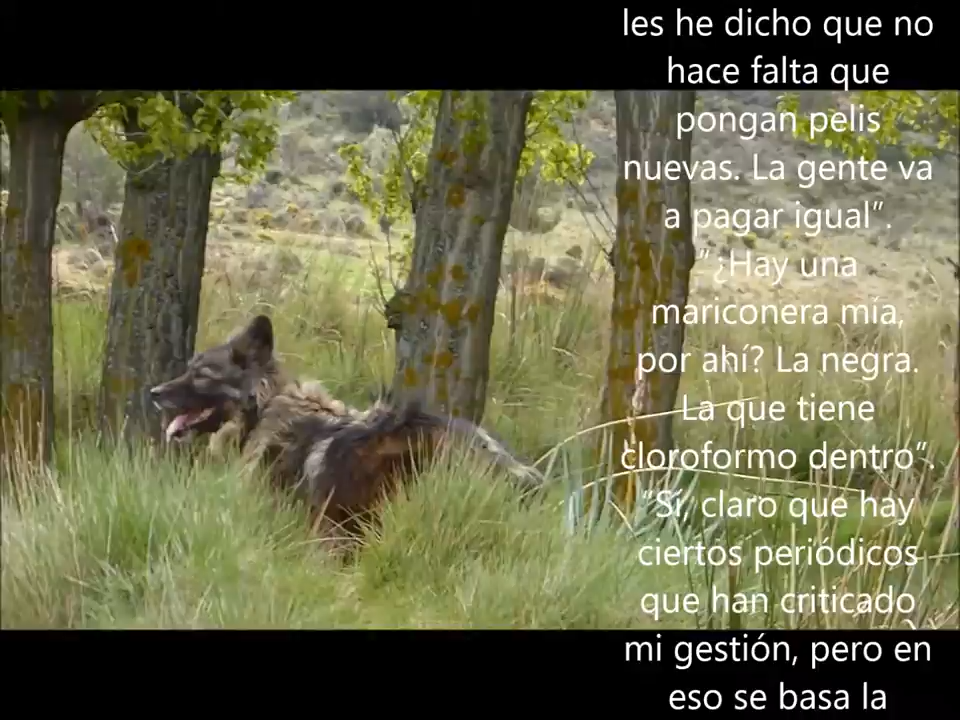 les he dicho que no
hace falta que
pongan pelis
nuevas. La gente va
a pagar igual”.
”¿Hay una
mariconera mía,
por ahí? La negra.
La que tiene
cloroformo dentro”.
“Sí, claro que hay
ciertos periódicos
que han criticado
mi gestión, pero en
eso se basa la